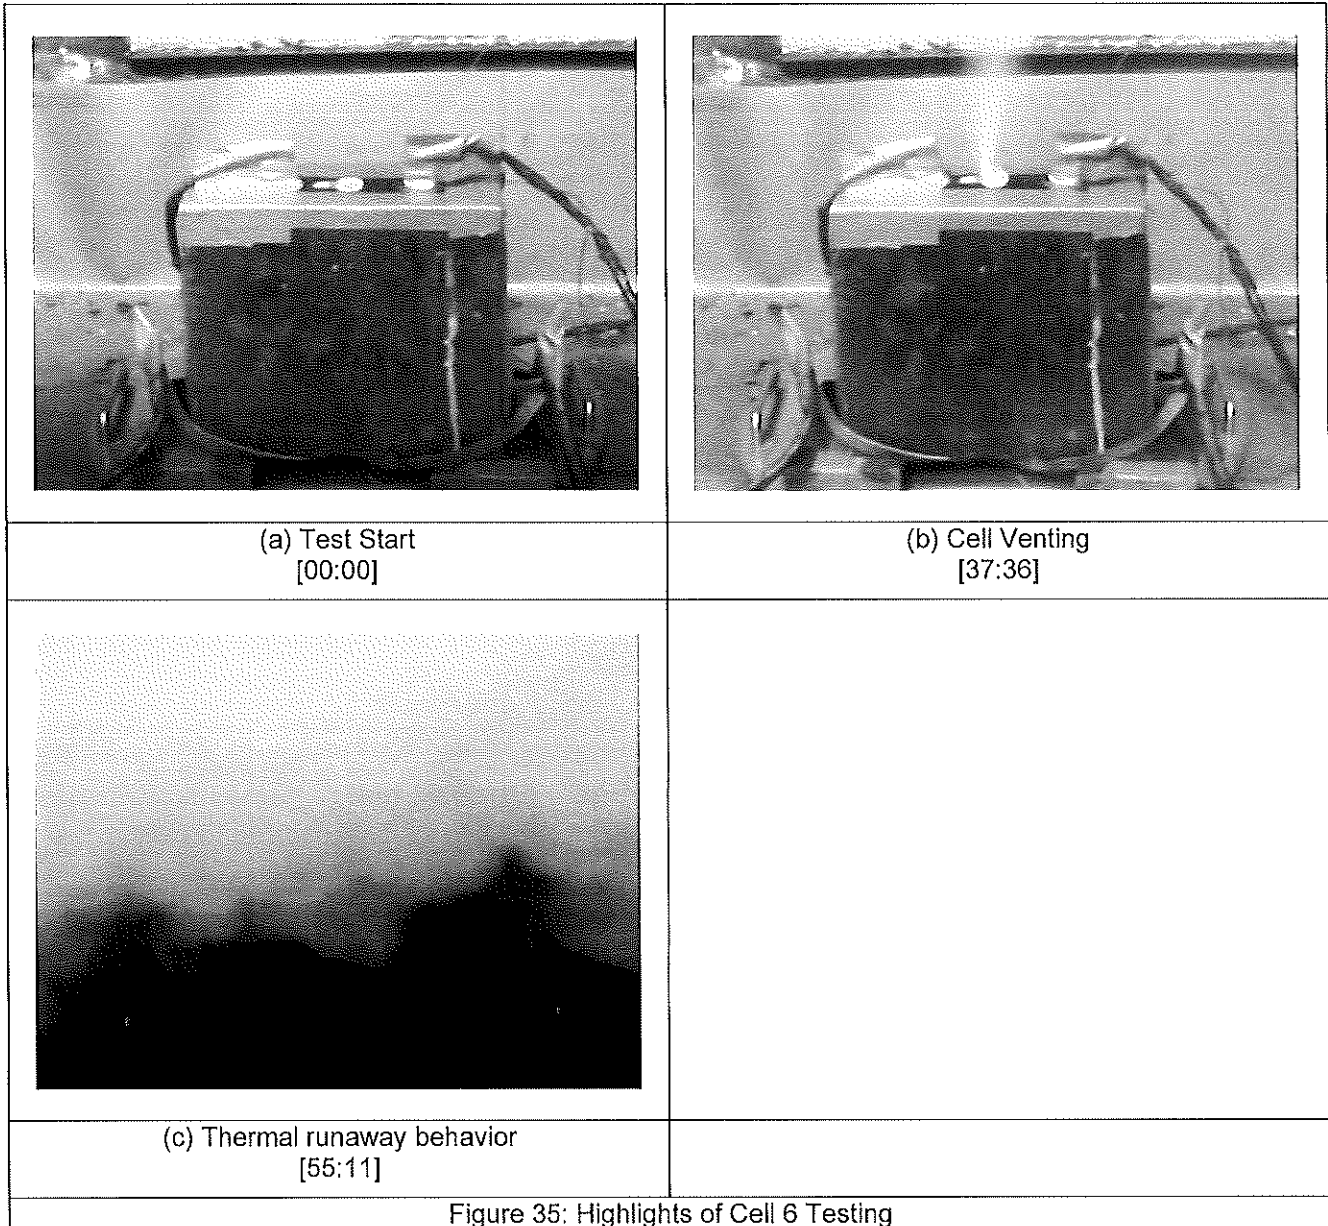 (a) Test Start
[00:00]
(b) Cell Venting
[37:36]
(c) Thermal runaway behavior
[55:11]
Figure 35: Highlights of Cell 6 Testing